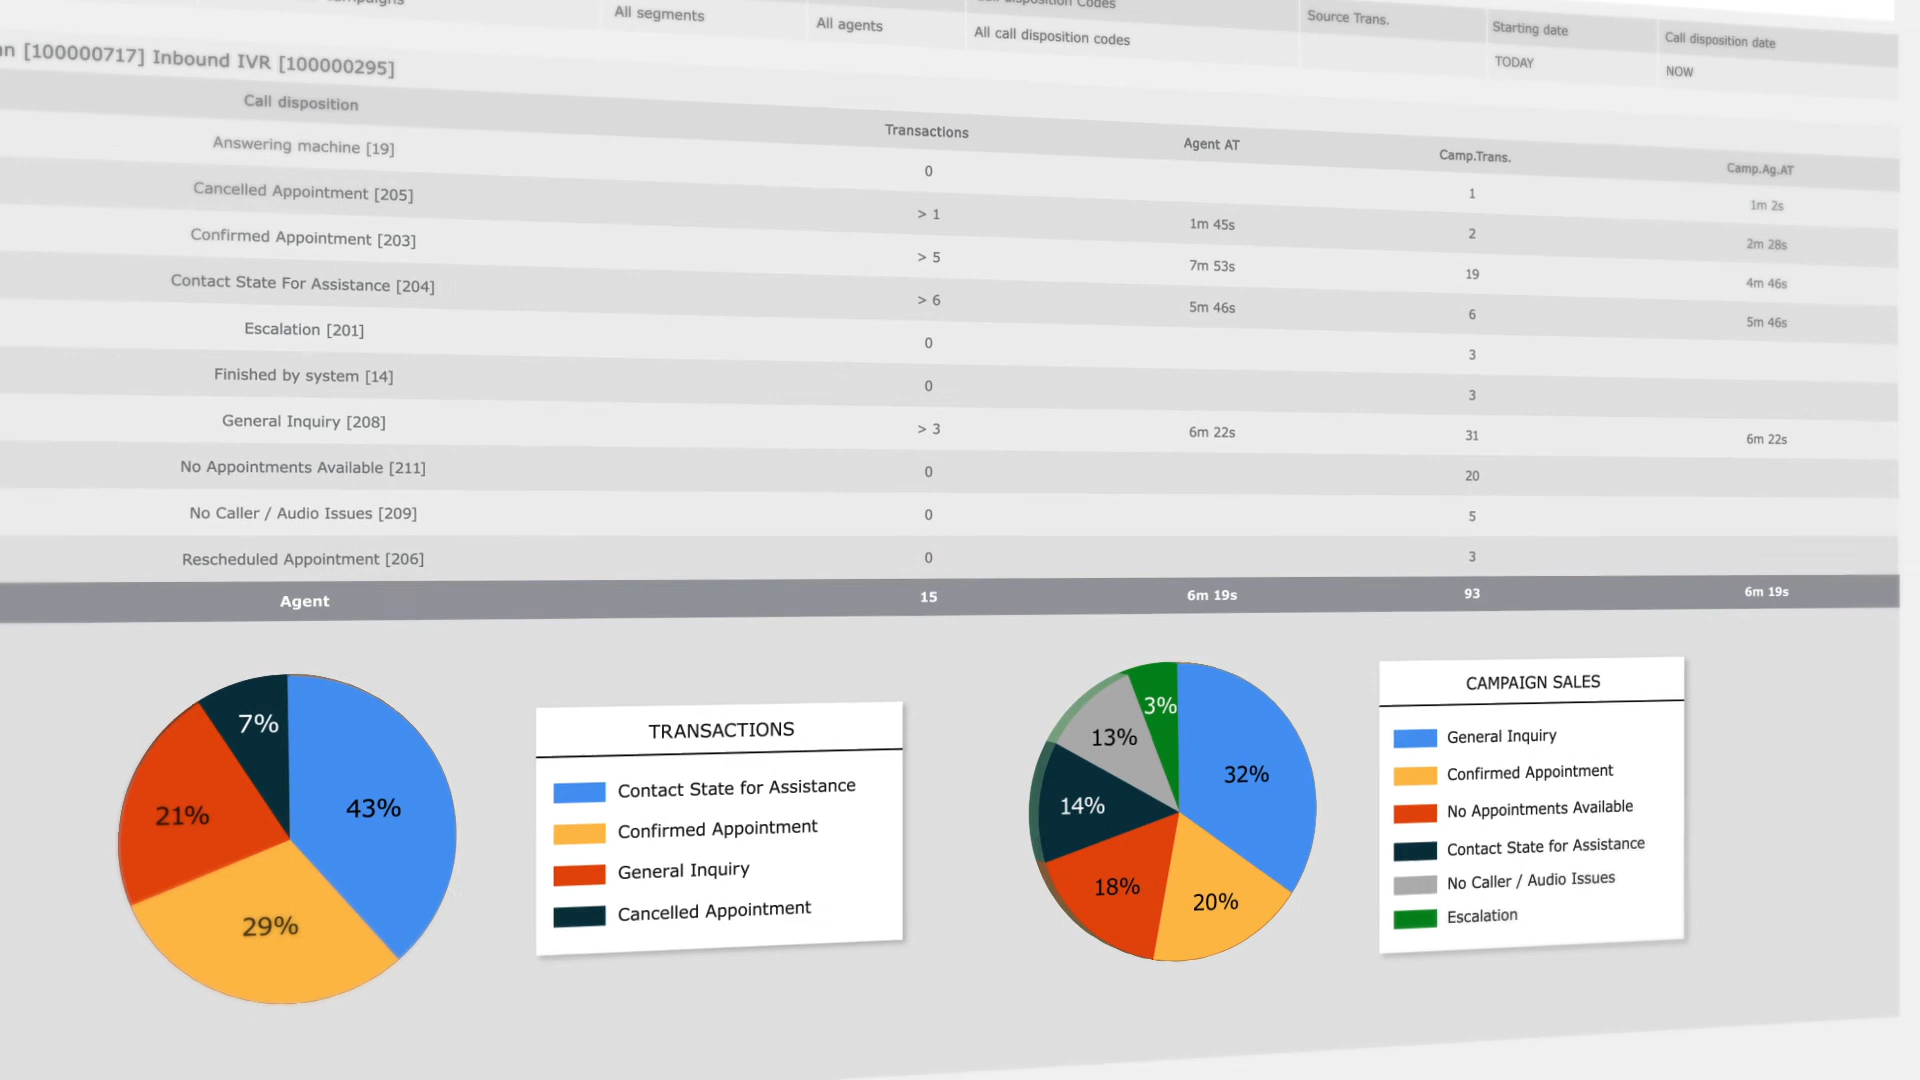 All segments
All agents
All call disposition codes
Source Trans.
Starting date
Call disposition date
TODAY
NOW
[100000717] Inbound IVR [100000295]
Call disposition Transactions Agent AT Camp.Trans. Camp.Ag.AT
Answering machine [19] 0 1 1m 2s
Cancelled Appointment [205] > 1 1m 45s 2 2m 28s
Confirmed Appointment [203] > 5 7m 53s 19 4m 46s
Contact State For Assistance [204] > 6 5m 46s 6 5m 46s
Escalation [201] 0 3
Finished by system [14] 0 3
General Inquiry [208] > 3 6m 22s 31 6m 22s
No Appointments Available [211] 0 20
No Caller / Audio Issues [209] 0 5
Rescheduled Appointment [206] 0 3
Agent 15 6m 19s 93 6m 19s
7%
43%
21%
29%
TRANSACTIONS
Contact State for Assistance
Confirmed Appointment
General Inquiry
Cancelled Appointment
3%
13%
32%
14%
18%
20%
CAMPAIGN SALES
General Inquiry
Confirmed Appointment
No Appointments Available
Contact State for Assistance
No Caller / Audio Issues
Escalation